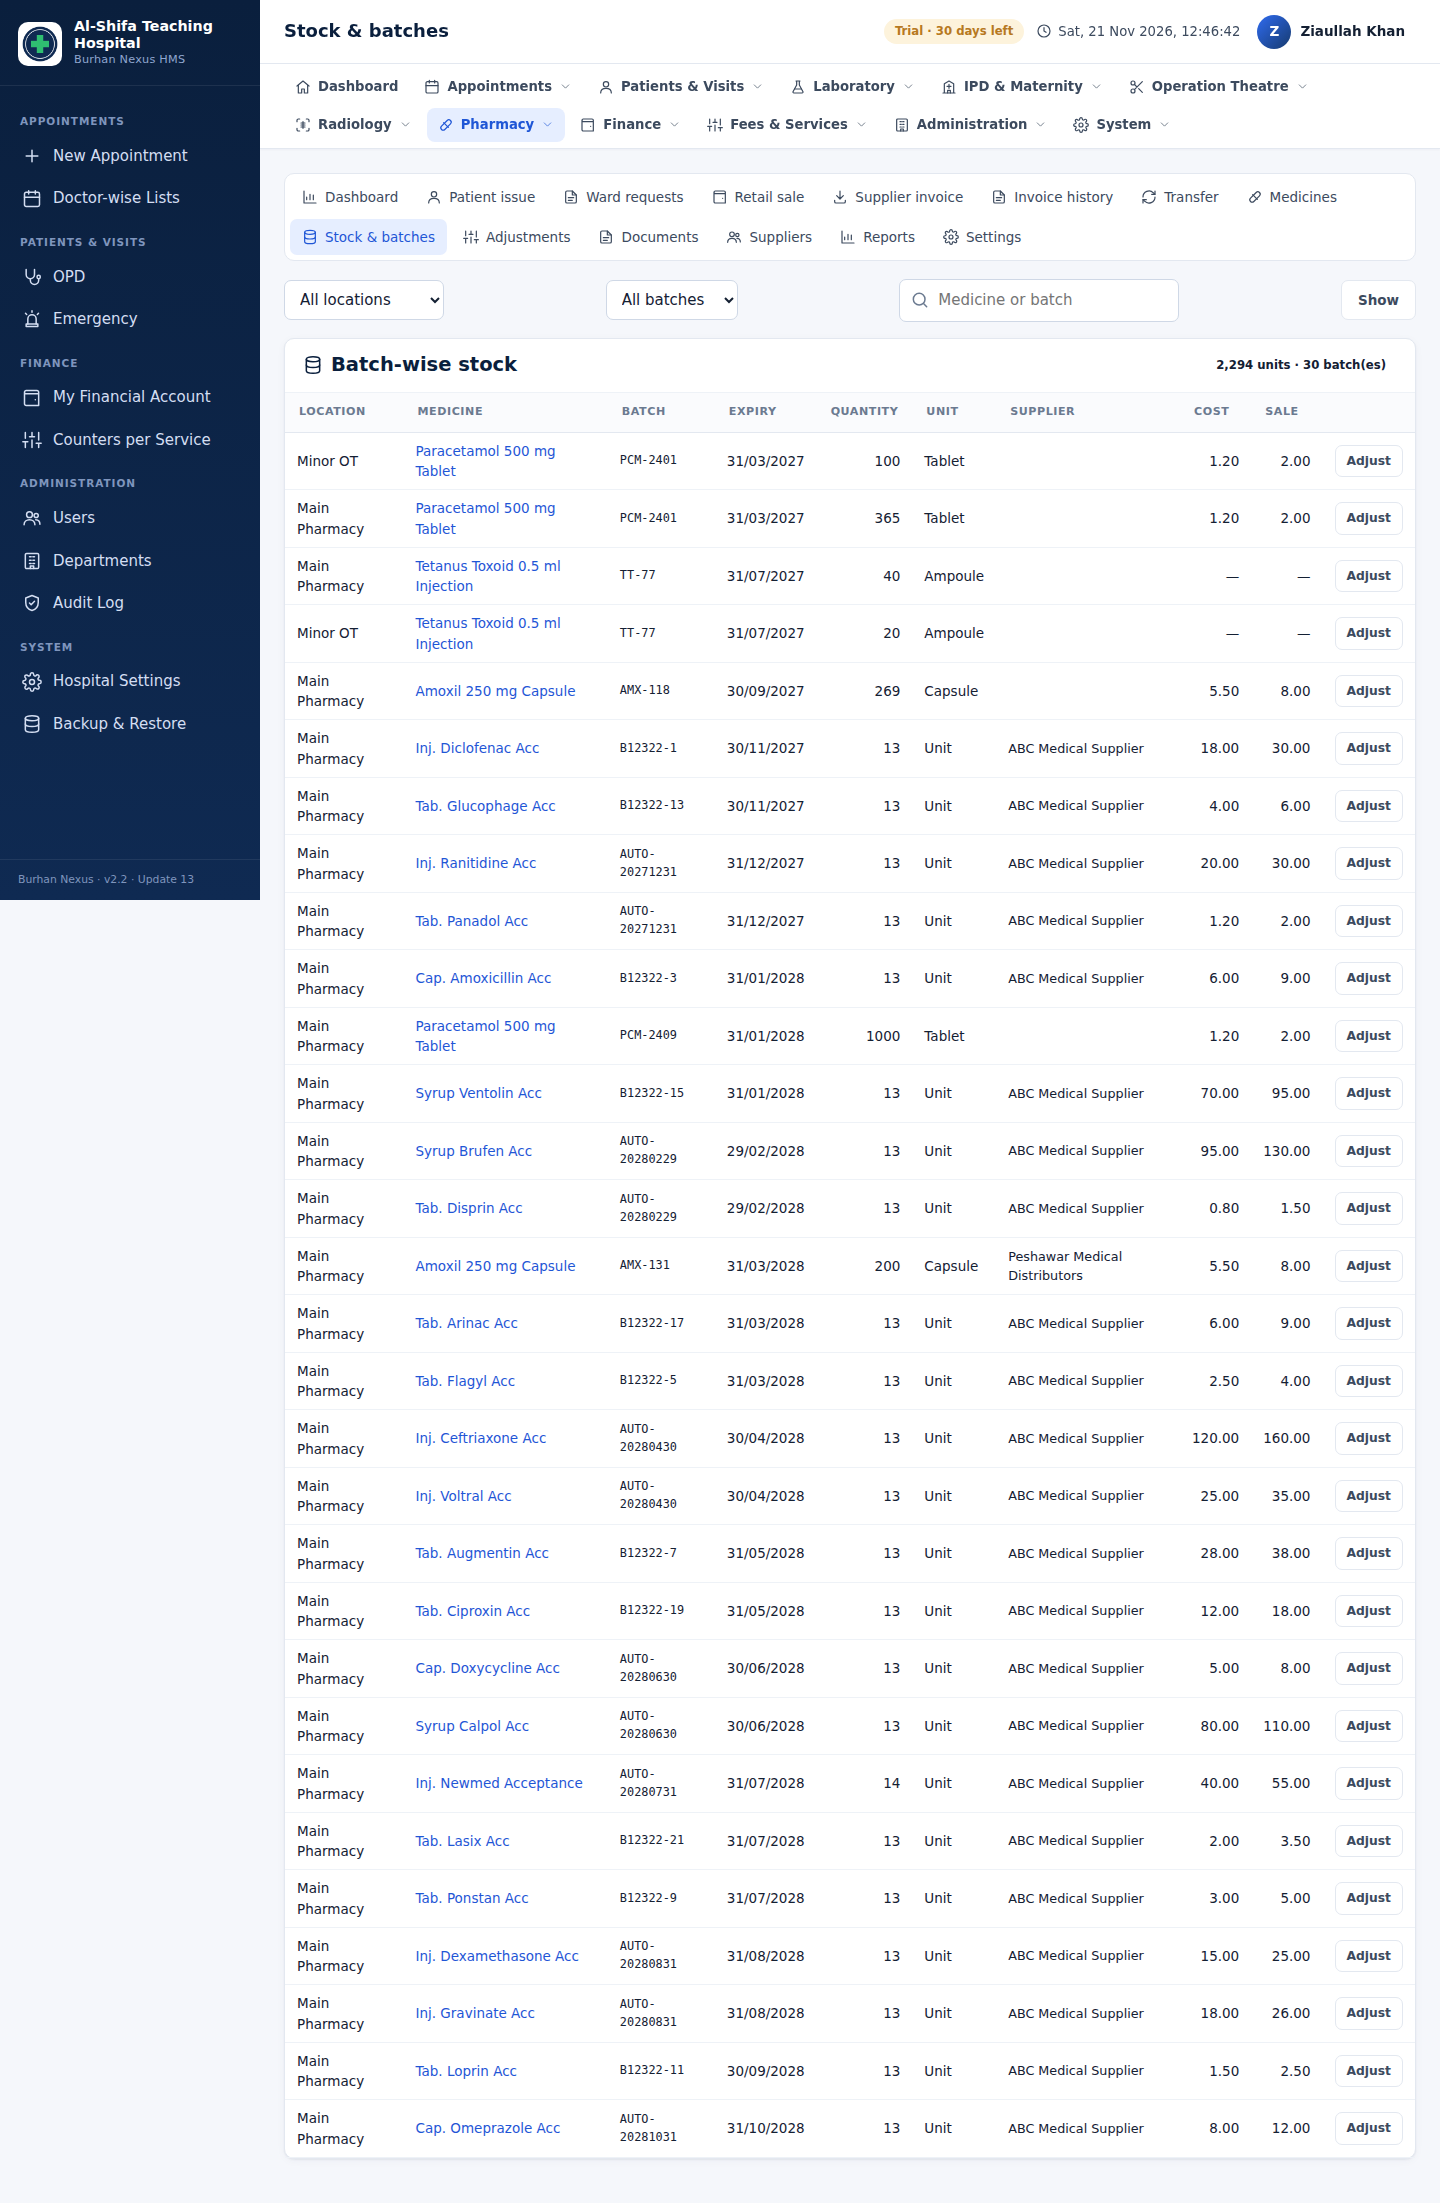 Al-Shifa Teaching
Hospital
Burhan Nexus HMS
APPOINTMENTS
New Appointment
Doctor-wise Lists
PATIENTS & VISITS
OPD
Emergency
FINANCE
My Financial Account
Counters per Service
ADMINISTRATION
Users
Departments
Audit Log
SYSTEM
Hospital Settings
Backup & Restore
Burhan Nexus · v2.2 · Update 13
Stock & batches
Trial · 30 days left
Sat, 21 Nov 2026, 12:46:42
Z
Ziaullah Khan
Dashboard Appointments Patients & Visits Laboratory IPD & Maternity Operation Theatre
Radiology Pharmacy Finance Fees & Services Administration System
Dashboard Patient issue Ward requests Retail sale Supplier invoice Invoice history Transfer Medicines
Stock & batches Adjustments Documents Suppliers Reports Settings
All locations All batches Medicine or batch Show
Batch-wise stock 2,294 units · 30 batch(es)
LOCATION MEDICINE BATCH EXPIRY QUANTITY UNIT SUPPLIER COST SALE
Minor OT Paracetamol 500 mg Tablet PCM-2401 31/03/2027 100 Tablet 1.20 2.00 Adjust
Main Pharmacy Paracetamol 500 mg Tablet PCM-2401 31/03/2027 365 Tablet 1.20 2.00 Adjust
Main Pharmacy Tetanus Toxoid 0.5 ml Injection TT-77 31/07/2027 40 Ampoule — — Adjust
Minor OT Tetanus Toxoid 0.5 ml Injection TT-77 31/07/2027 20 Ampoule — — Adjust
Main Pharmacy Amoxil 250 mg Capsule AMX-118 30/09/2027 269 Capsule 5.50 8.00 Adjust
Main Pharmacy Inj. Diclofenac Acc B12322-1 30/11/2027 13 Unit ABC Medical Supplier 18.00 30.00 Adjust
Main Pharmacy Tab. Glucophage Acc B12322-13 30/11/2027 13 Unit ABC Medical Supplier 4.00 6.00 Adjust
Main Pharmacy Inj. Ranitidine Acc AUTO-20271231 31/12/2027 13 Unit ABC Medical Supplier 20.00 30.00 Adjust
Main Pharmacy Tab. Panadol Acc AUTO-20271231 31/12/2027 13 Unit ABC Medical Supplier 1.20 2.00 Adjust
Main Pharmacy Cap. Amoxicillin Acc B12322-3 31/01/2028 13 Unit ABC Medical Supplier 6.00 9.00 Adjust
Main Pharmacy Paracetamol 500 mg Tablet PCM-2409 31/01/2028 1000 Tablet 1.20 2.00 Adjust
Main Pharmacy Syrup Ventolin Acc B12322-15 31/01/2028 13 Unit ABC Medical Supplier 70.00 95.00 Adjust
Main Pharmacy Syrup Brufen Acc AUTO-20280229 29/02/2028 13 Unit ABC Medical Supplier 95.00 130.00 Adjust
Main Pharmacy Tab. Disprin Acc AUTO-20280229 29/02/2028 13 Unit ABC Medical Supplier 0.80 1.50 Adjust
Main Pharmacy Amoxil 250 mg Capsule AMX-131 31/03/2028 200 Capsule Peshawar Medical Distributors 5.50 8.00 Adjust
Main Pharmacy Tab. Arinac Acc B12322-17 31/03/2028 13 Unit ABC Medical Supplier 6.00 9.00 Adjust
Main Pharmacy Tab. Flagyl Acc B12322-5 31/03/2028 13 Unit ABC Medical Supplier 2.50 4.00 Adjust
Main Pharmacy Inj. Ceftriaxone Acc AUTO-20280430 30/04/2028 13 Unit ABC Medical Supplier 120.00 160.00 Adjust
Main Pharmacy Inj. Voltral Acc AUTO-20280430 30/04/2028 13 Unit ABC Medical Supplier 25.00 35.00 Adjust
Main Pharmacy Tab. Augmentin Acc B12322-7 31/05/2028 13 Unit ABC Medical Supplier 28.00 38.00 Adjust
Main Pharmacy Tab. Ciproxin Acc B12322-19 31/05/2028 13 Unit ABC Medical Supplier 12.00 18.00 Adjust
Main Pharmacy Cap. Doxycycline Acc AUTO-20280630 30/06/2028 13 Unit ABC Medical Supplier 5.00 8.00 Adjust
Main Pharmacy Syrup Calpol Acc AUTO-20280630 30/06/2028 13 Unit ABC Medical Supplier 80.00 110.00 Adjust
Main Pharmacy Inj. Newmed Acceptance AUTO-20280731 31/07/2028 14 Unit ABC Medical Supplier 40.00 55.00 Adjust
Main Pharmacy Tab. Lasix Acc B12322-21 31/07/2028 13 Unit ABC Medical Supplier 2.00 3.50 Adjust
Main Pharmacy Tab. Ponstan Acc B12322-9 31/07/2028 13 Unit ABC Medical Supplier 3.00 5.00 Adjust
Main Pharmacy Inj. Dexamethasone Acc AUTO-20280831 31/08/2028 13 Unit ABC Medical Supplier 15.00 25.00 Adjust
Main Pharmacy Inj. Gravinate Acc AUTO-20280831 31/08/2028 13 Unit ABC Medical Supplier 18.00 26.00 Adjust
Main Pharmacy Tab. Loprin Acc B12322-11 30/09/2028 13 Unit ABC Medical Supplier 1.50 2.50 Adjust
Main Pharmacy Cap. Omeprazole Acc AUTO-20281031 31/10/2028 13 Unit ABC Medical Supplier 8.00 12.00 Adjust